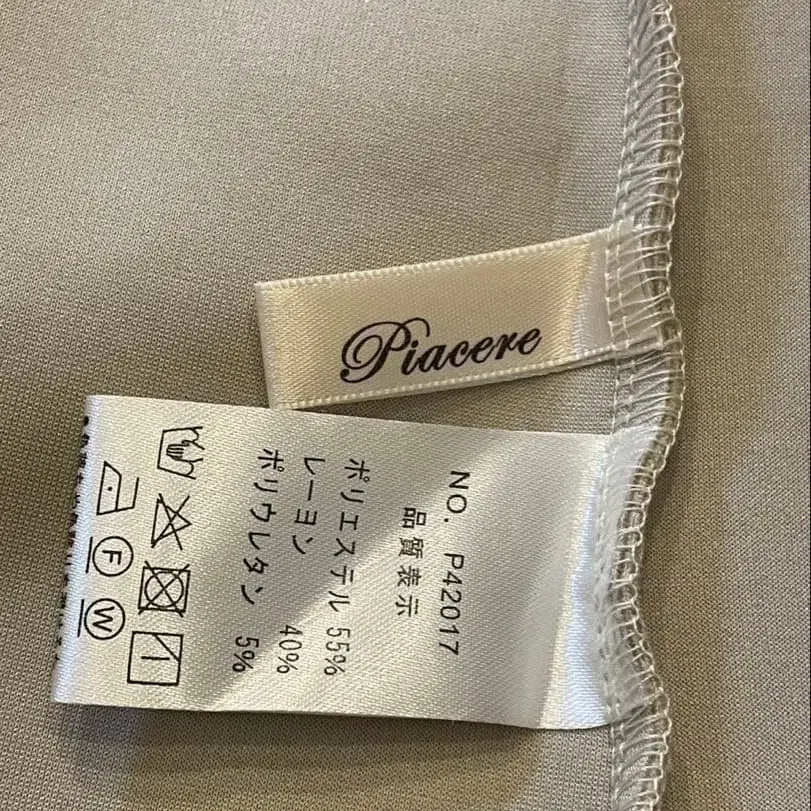 Piacere
NO. P42017
品質表示
ポリエステル 55%
レーヨン 40%
ポリウレタン 5%
F
W